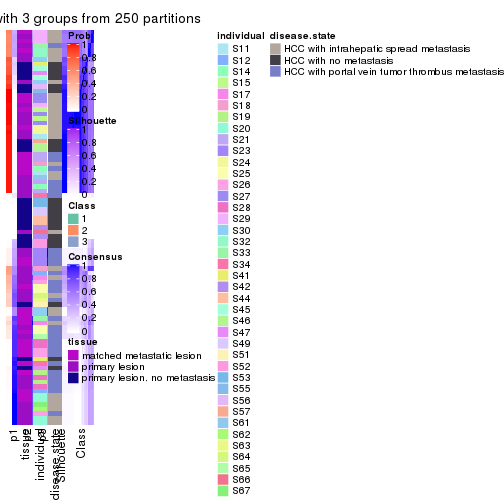 with 3 groups from 250 partitions
Prob
1
0.8
0.6
0.4
0.2
0
Silhouette
1
0.8
0.6
0.4
0.2
0
Class
1
2
3
Consensus
1
0.8
0.6
0.4
0.2
0
tissue
matched metastatic lesion
primary lesion
primary lesion. no metastasis
individual
S11
S12
S14
S15
S17
S18
S19
S20
S21
S23
S24
S25
S26
S27
S28
S29
S30
S32
S33
S34
S41
S42
S44
S45
S46
S47
S49
S51
S52
S53
S55
S56
S57
S61
S62
S63
S64
S65
S66
S67
disease.state
HCC with intrahepatic spread metastasis
HCC with no metastasis
HCC with portal vein tumor thrombus metastasis
p1
p2
tissue
individual
disease.state
Silhouette
Class